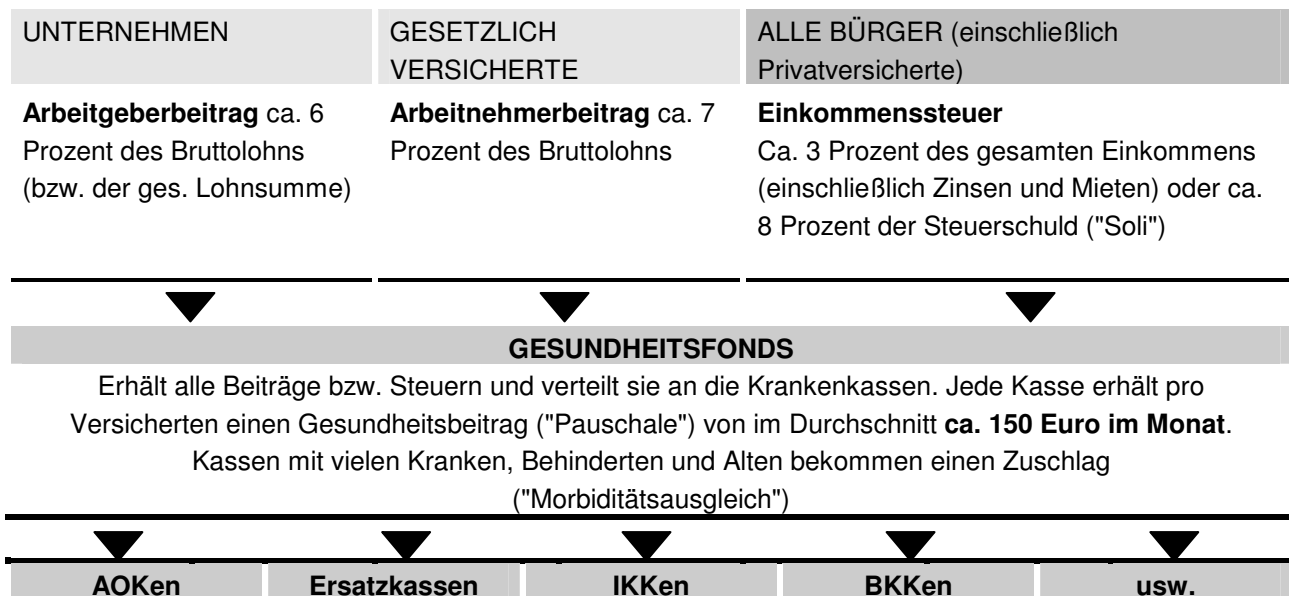 UNTERNEHMEN
GESETZLICH
VERSICHERTE
ALLE BÜRGER (einschließlich
Privatversicherte)
Arbeitgeberbeitrag ca. 6
Prozent des Bruttolohns
(bzw. der ges. Lohnsumme)
Arbeitnehmerbeitrag ca. 7
Prozent des Bruttolohns
Einkommenssteuer
Ca. 3 Prozent des gesamten Einkommens
(einschließlich Zinsen und Mieten) oder ca.
8 Prozent der Steuerschuld ("Soli")
GESUNDHEITSFONDS
Erhält alle Beiträge bzw. Steuern und verteilt sie an die Krankenkassen. Jede Kasse erhält pro
Versicherten einen Gesundheitsbeitrag ("Pauschale") von im Durchschnitt ca. 150 Euro im Monat.
Kassen mit vielen Kranken, Behinderten und Alten bekommen einen Zuschlag
("Morbiditätsausgleich")
AOKen Ersatzkassen IKKen BKKen usw.